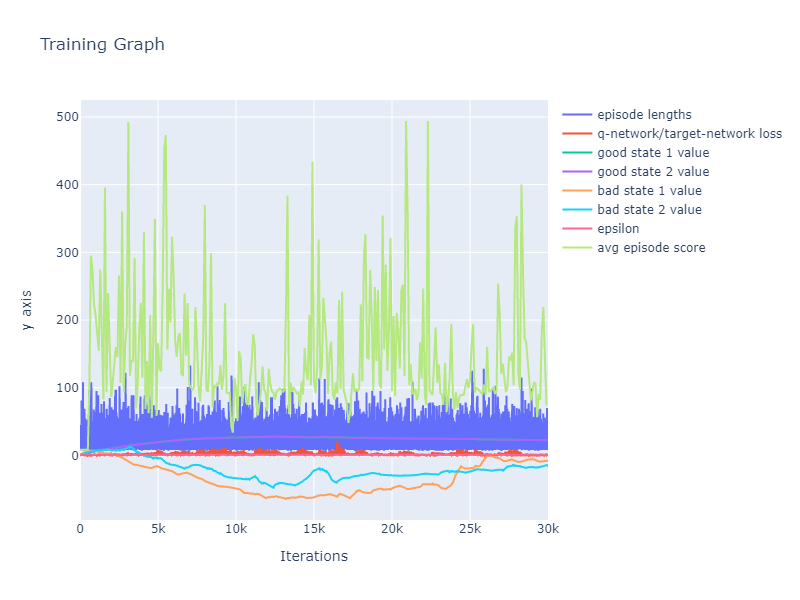 Training Graph
500
400
300
200
100
0
y axis
0
5k
10k
15k
20k
25k
30k
Iterations
episode lengths
q-network/target-network loss
good state 1 value
good state 2 value
bad state 1 value
bad state 2 value
epsilon
avg episode score